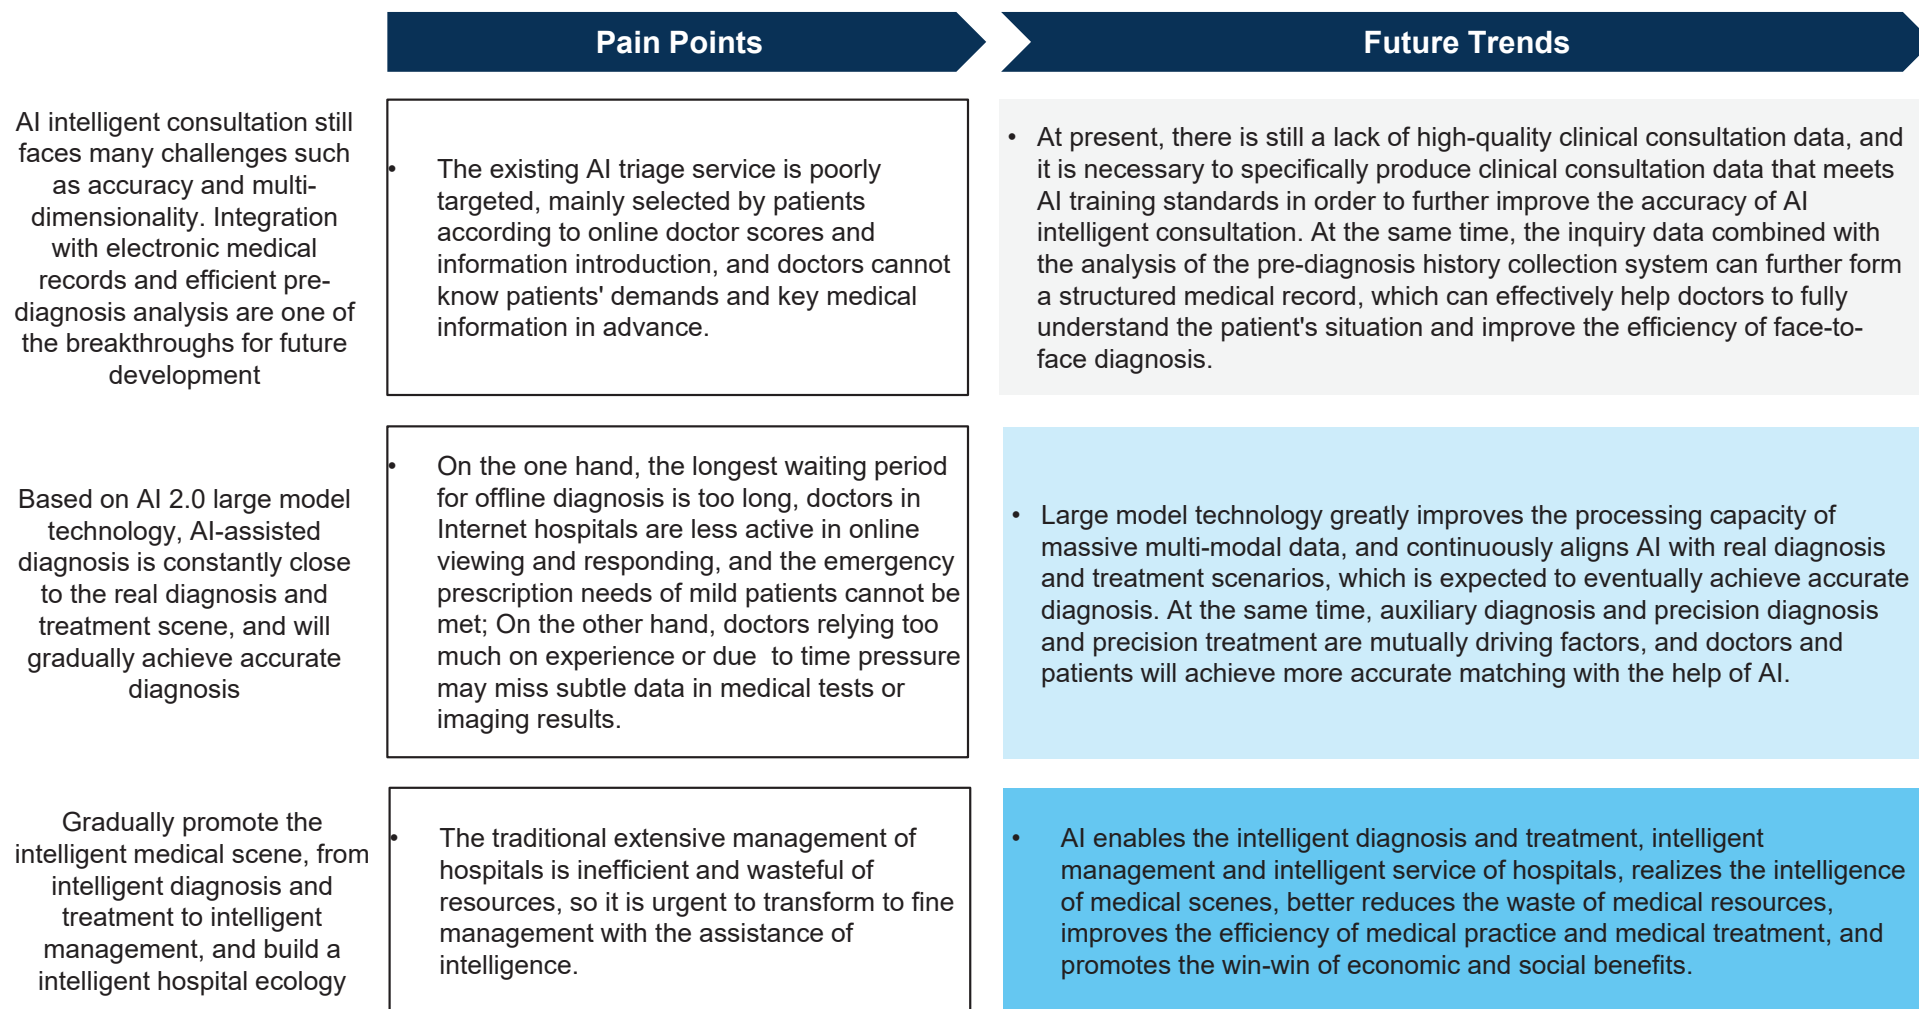 Pain Points
Future Trends
AI intelligent consultation still
faces many challenges such
as accuracy and multi-
dimensionality. Integration
with electronic medical
records and efficient pre-
diagnosis analysis are one of
the breakthroughs for future
development
• The existing AI triage service is poorly
targeted, mainly selected by patients
according to online doctor scores and
information introduction, and doctors cannot
know patients' demands and key medical
information in advance.
• At present, there is still a lack of high-quality clinical consultation data, and
it is necessary to specifically produce clinical consultation data that meets
AI training standards in order to further improve the accuracy of AI
intelligent consultation. At the same time, the inquiry data combined with
the analysis of the pre-diagnosis history collection system can further form
a structured medical record, which can effectively help doctors to fully
understand the patient's situation and improve the efficiency of face-to-
face diagnosis.
Based on AI 2.0 large model
technology, AI-assisted
diagnosis is constantly close
to the real diagnosis and
treatment scene, and will
gradually achieve accurate
diagnosis
• On the one hand, the longest waiting period
for offline diagnosis is too long, doctors in
Internet hospitals are less active in online
viewing and responding, and the emergency
prescription needs of mild patients cannot be
met; On the other hand, doctors relying too
much on experience or due to time pressure
may miss subtle data in medical tests or
imaging results.
• Large model technology greatly improves the processing capacity of
massive multi-modal data, and continuously aligns AI with real diagnosis
and treatment scenarios, which is expected to eventually achieve accurate
diagnosis. At the same time, auxiliary diagnosis and precision diagnosis
and precision treatment are mutually driving factors, and doctors and
patients will achieve more accurate matching with the help of AI.
Gradually promote the
intelligent medical scene, from
intelligent diagnosis and
treatment to intelligent
management, and build a
intelligent hospital ecology
• The traditional extensive management of
hospitals is inefficient and wasteful of
resources, so it is urgent to transform to fine
management with the assistance of
intelligence.
• AI enables the intelligent diagnosis and treatment, intelligent
management and intelligent service of hospitals, realizes the intelligence
of medical scenes, better reduces the waste of medical resources,
improves the efficiency of medical practice and medical treatment, and
promotes the win-win of economic and social benefits.